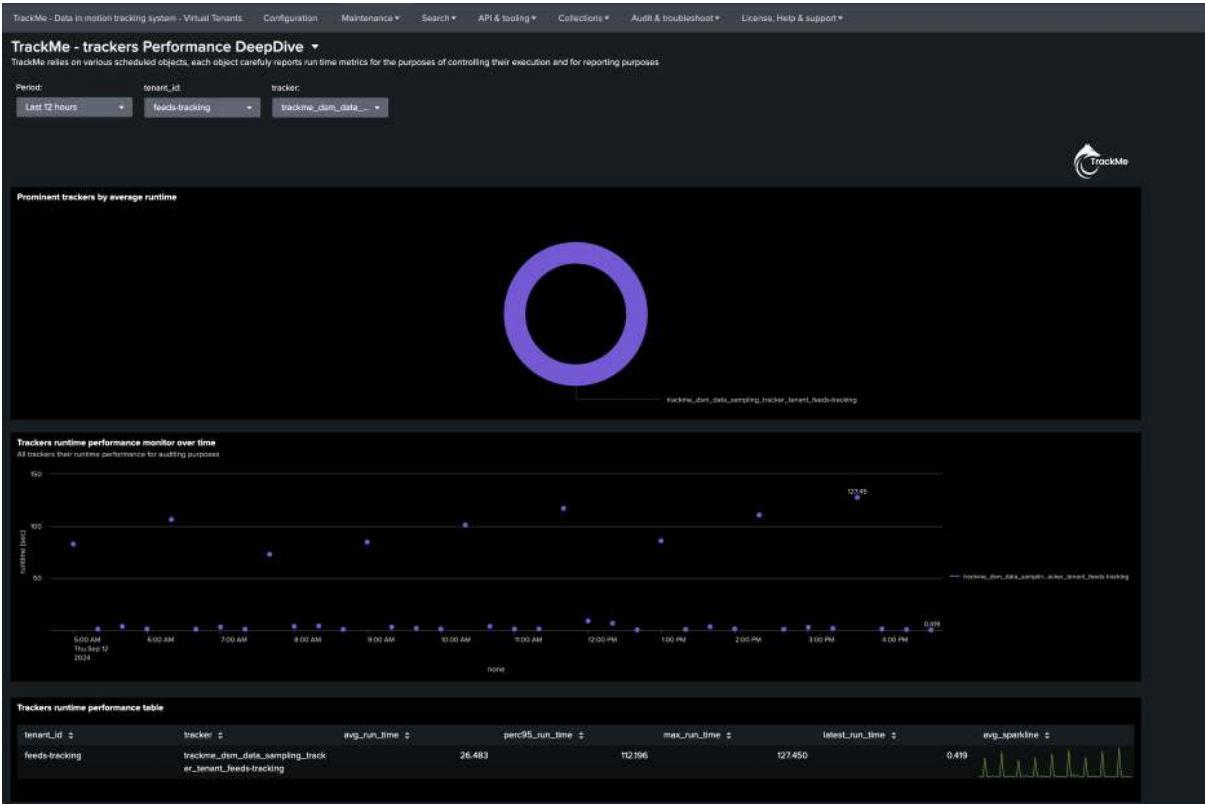 TrackMe - Data in motion tracking system - Virtual Tenants Configuration Maintenance Search API & tooling Collections Audit & troubleshoot License, Help & support
TrackMe - trackers Performance DeepDive
TrackMe relies on various scheduled objects, each object carefuly reports run time metrics for the purposes of controlling their execution and for reporting purposes
Period: tenant_id: tracker:
Last 12 hours feeds-tracking trackme_dsm_data_...
TrackMe
Prominent trackers by average runtime
trackme_dsm_data_sampling_tracker_tenant_feeds-tracking
Trackers runtime performance monitor over time
All trackers their runtime performance for auditing purposes
150
127.45
100
runtime (sec)
50
trackme_dsm_data_samplin...acker_tenant_feeds-tracking
0.419
5:00 AM 6:00 AM 7:00 AM 8:00 AM 9:00 AM 10:00 AM 11:00 AM 12:00 PM 1:00 PM 2:00 PM 3:00 PM 4:00 PM
Thu Sep 12
2024
none
Trackers runtime performance table
tenant_id tracker avg_run_time perc95_run_time max_run_time latest_run_time avg_sparkline
feeds-tracking trackme_dsm_data_sampling_track 26.483 112.196 127.450 0.419
er_tenant_feeds-tracking